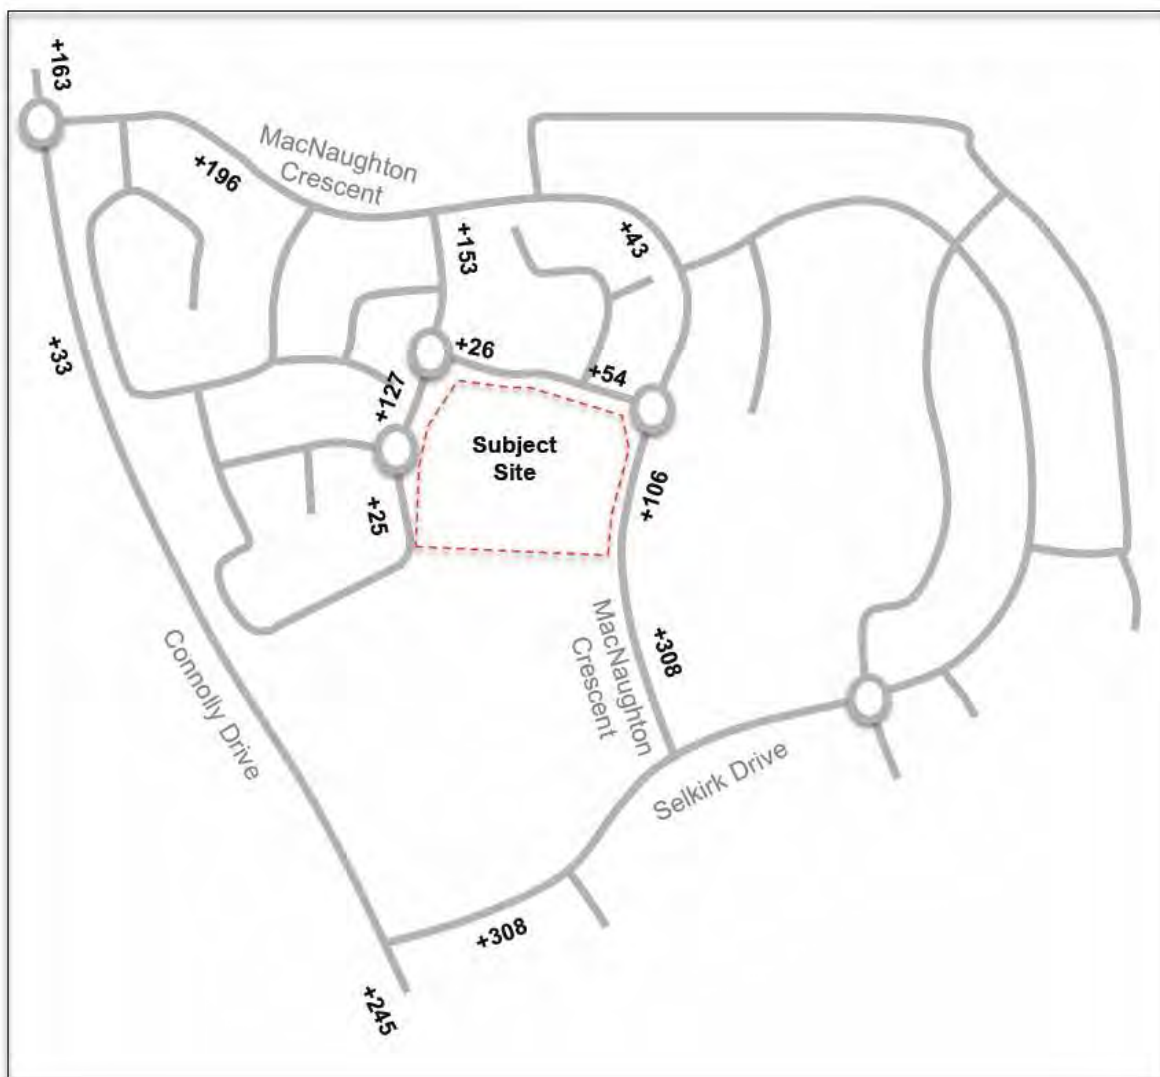 +163
MacNaughton
Crescent
+196
+43
+153
+33
+26
+54
+127
Subject
Site
+106
+25
MacNaughton
Crescent
+308
Connolly Drive
Selkirk Drive
+308
+245